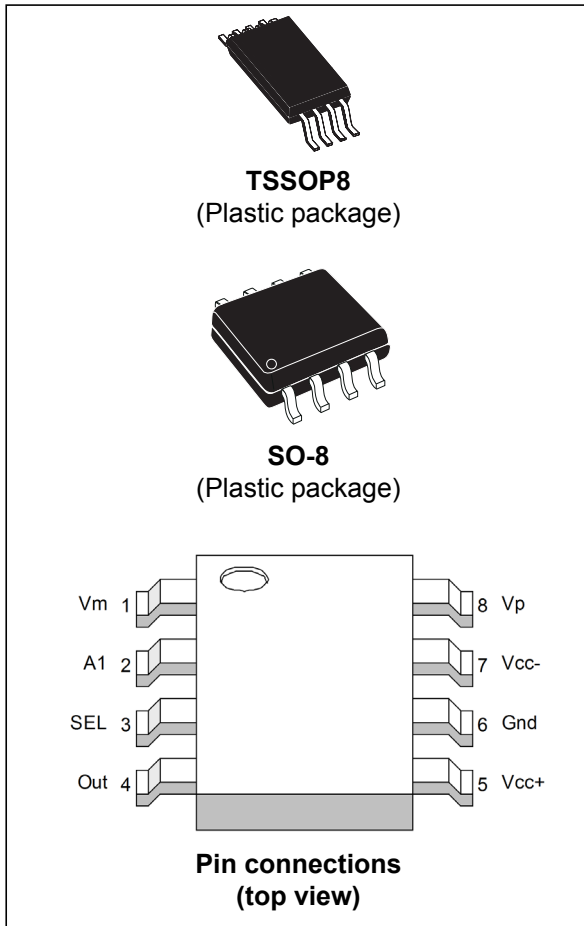 TSSOP8
(Plastic package)
SO-8
(Plastic package)
Vm 1
8 Vp
A1 2
7 Vcc-
SEL 3
6 Gnd
Out 4
5 Vcc+
Pin connections
(top view)